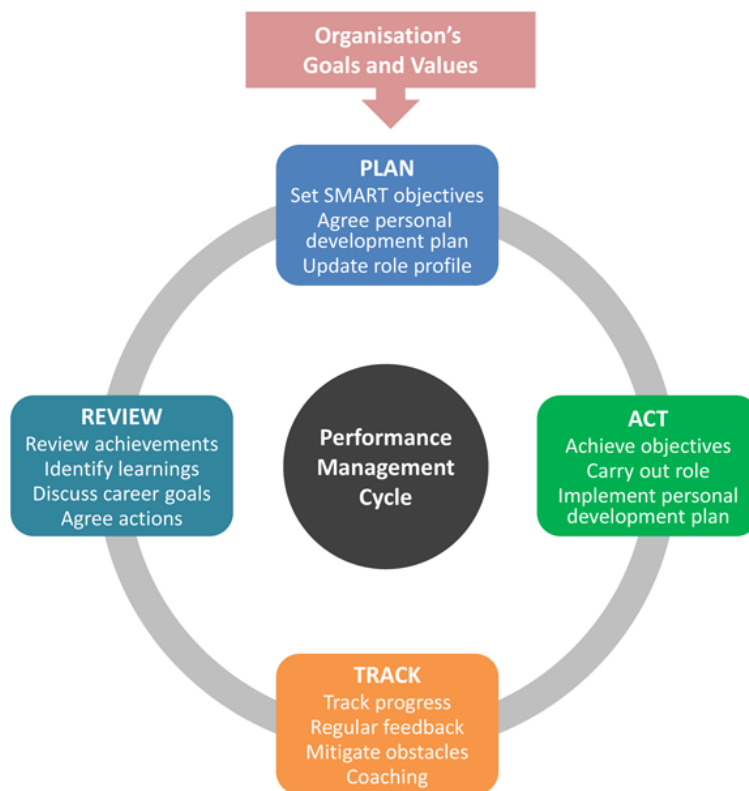 Organisation's
Goals and Values
PLAN
Set SMART objectives
Agree personal
development plan
Update role profile
REVIEW
Review achievements
Identify learnings
Discuss career goals
Agree actions
Performance
Management
Cycle
ACT
Achieve objectives
Carry out role
Implement personal
development plan
TRACK
Track progress
Regular feedback
Mitigate obstacles
Coaching